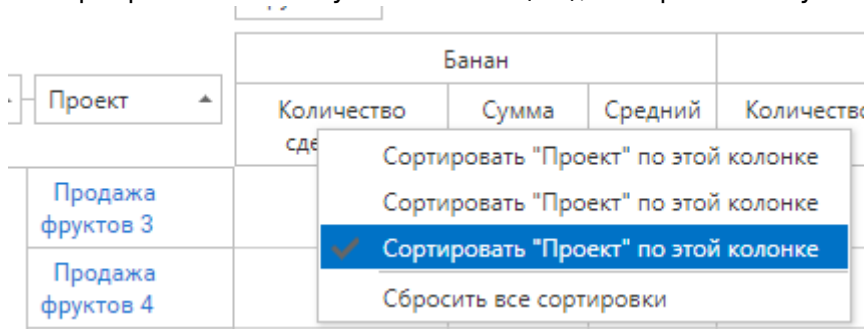 Банан
Проект
Количество
Сумма
Средний
Количество
Сортировать "Проект" по этой колонке
Продажа
фруктов 3
Сортировать "Проект" по этой колонке
Сортировать "Проект" по этой колонке
Продажа
фруктов 4
Сбросить все сортировки